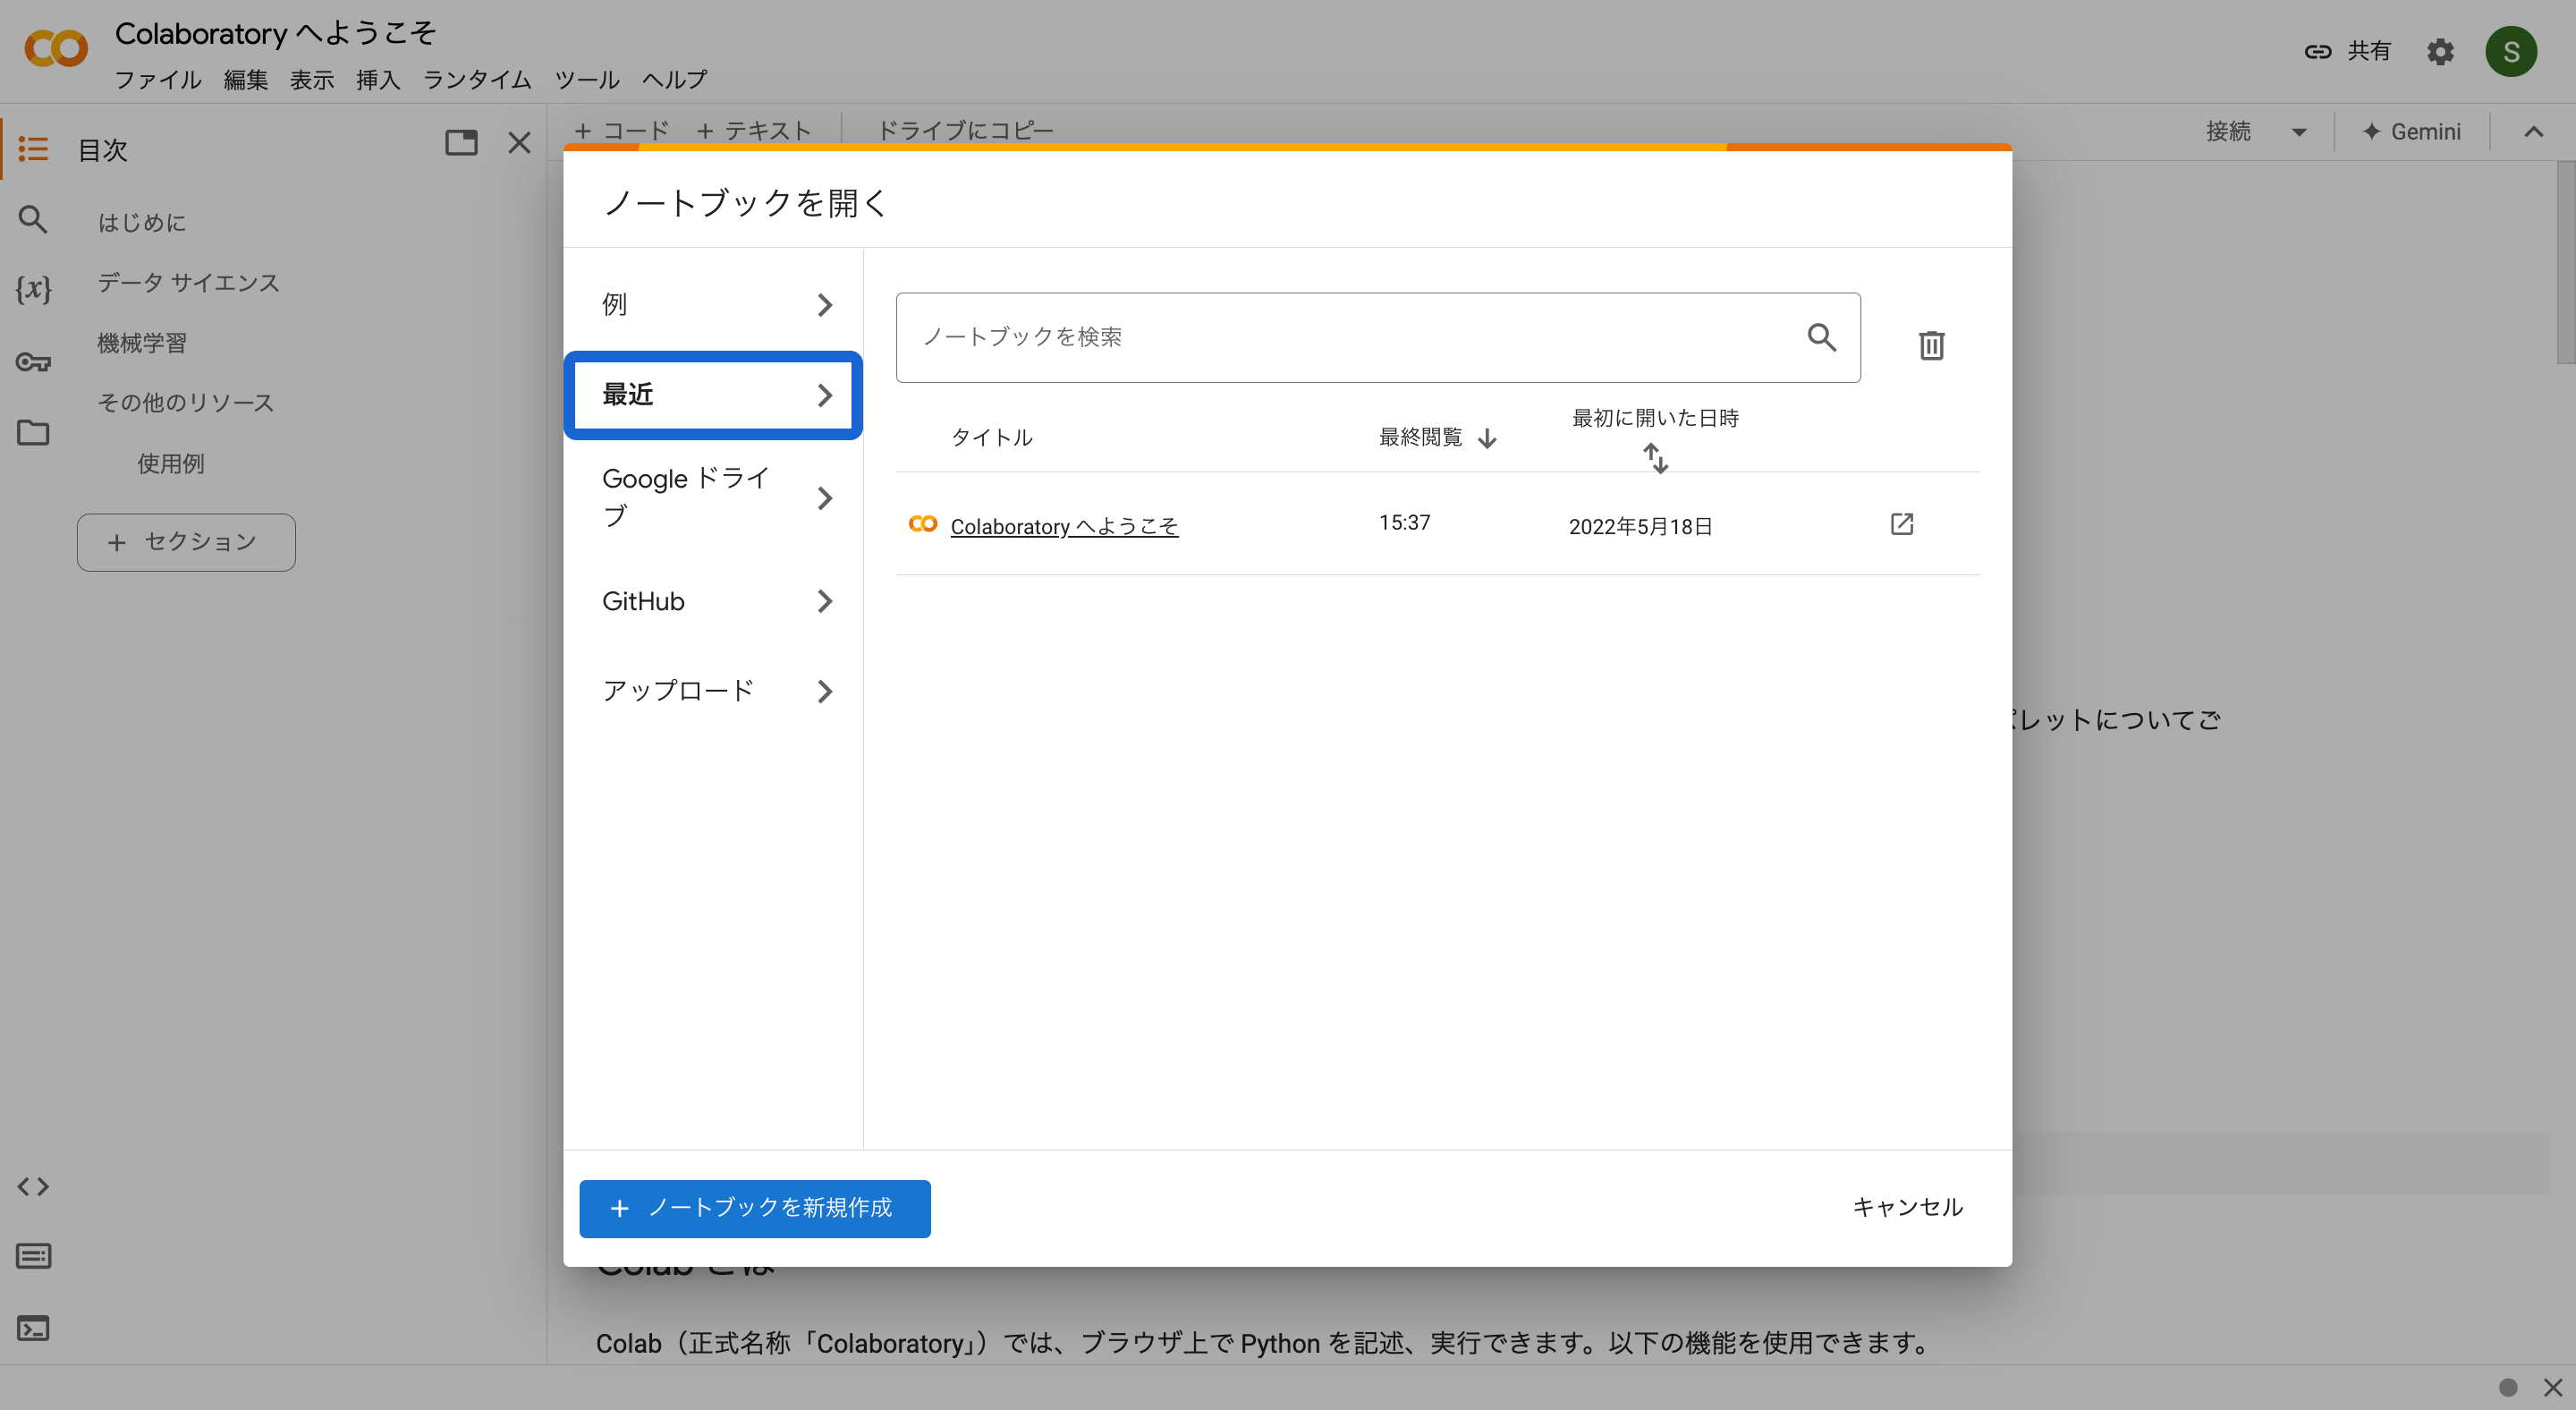 Colaboratory へようこそ
ファイル 編集 表示 挿入 ランタイム ツール ヘルプ
共有
S
目次
はじめに
データ サイエンス
機械学習
その他のリソース
使用例
+ セクション
+ コード + テキスト ドライブにコピー
接続
Gemini
ノートブックを開く
例
最近
Google ドライ
ブ
GitHub
アップロード
ノートブックを検索
タイトル 最終閲覧 最初に開いた日時
Colaboratory へようこそ 15:37 2022年5月18日
レットについてご
+ ノートブックを新規作成
キャンセル
Colab とは
Colab（正式名称「Colaboratory」）では、ブラウザ上で Python を記述、実行できます。以下の機能を使用できます。